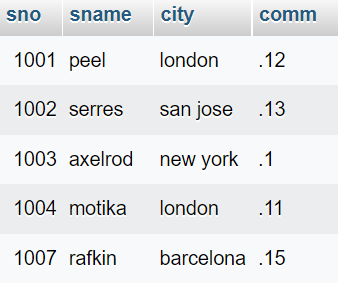 sno sname city comm
1001 peel london .12
1002 serres san jose .13
1003 axelrod new york .1
1004 motika london .11
1007 rafkin barcelona .15